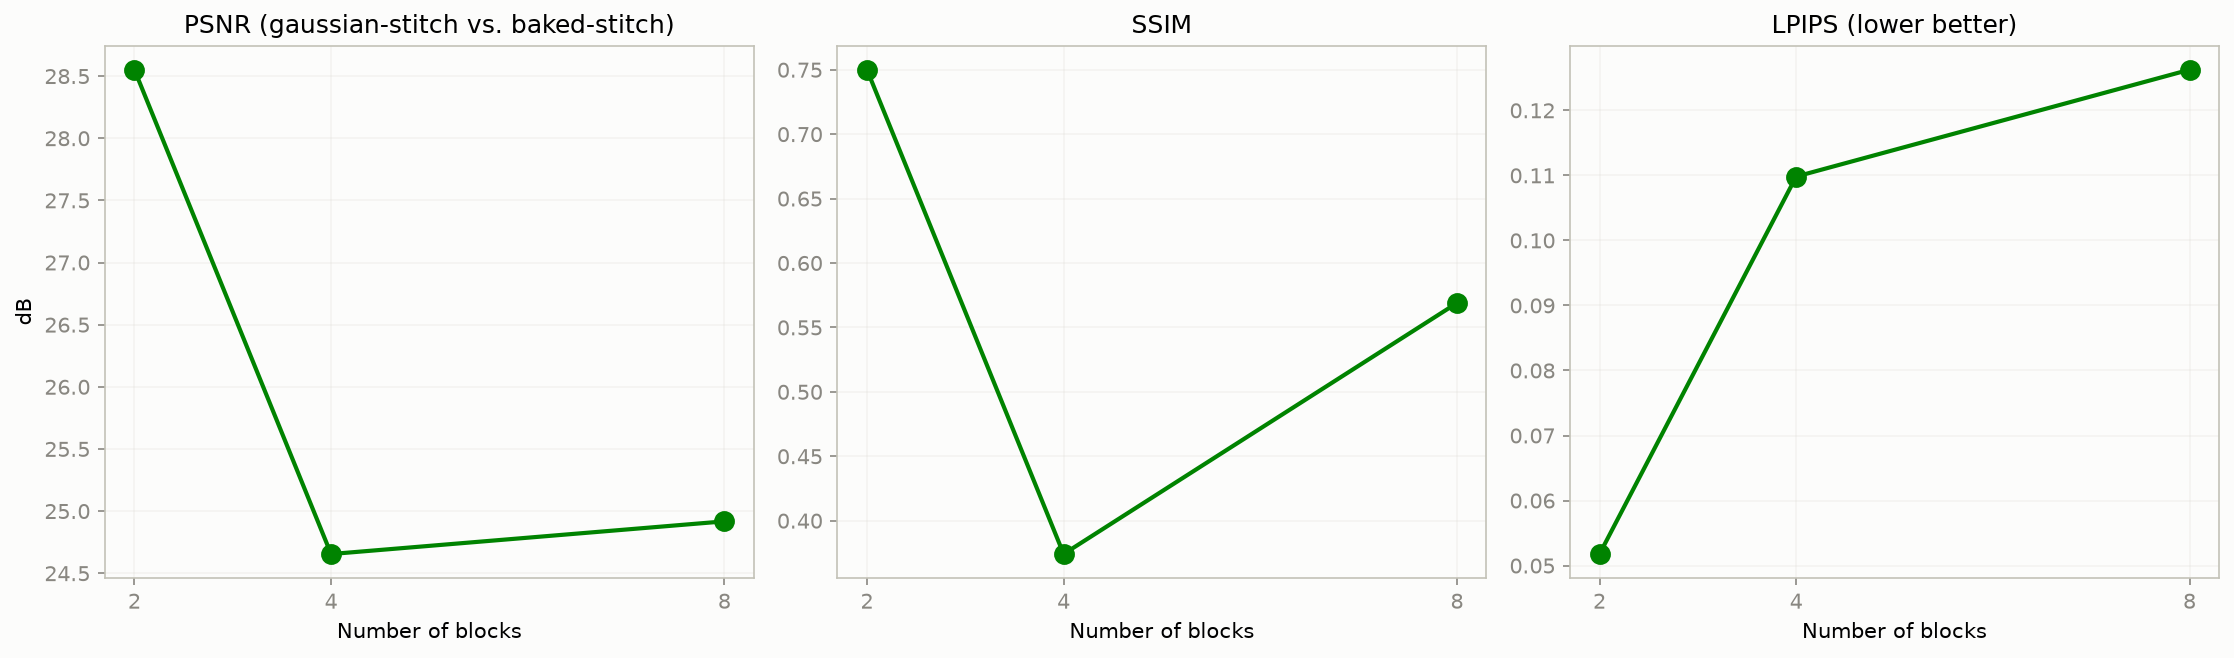 PSNR (gaussian-stitch vs. baked-stitch)
dB
28.5
28.0
27.5
27.0
26.5
26.0
25.5
25.0
24.5
2 4 8
Number of blocks
SSIM
0.75
0.70
0.65
0.60
0.55
0.50
0.45
0.40
2 4 8
Number of blocks
LPIPS (lower better)
0.12
0.11
0.10
0.09
0.08
0.07
0.06
0.05
2 4 8
Number of blocks